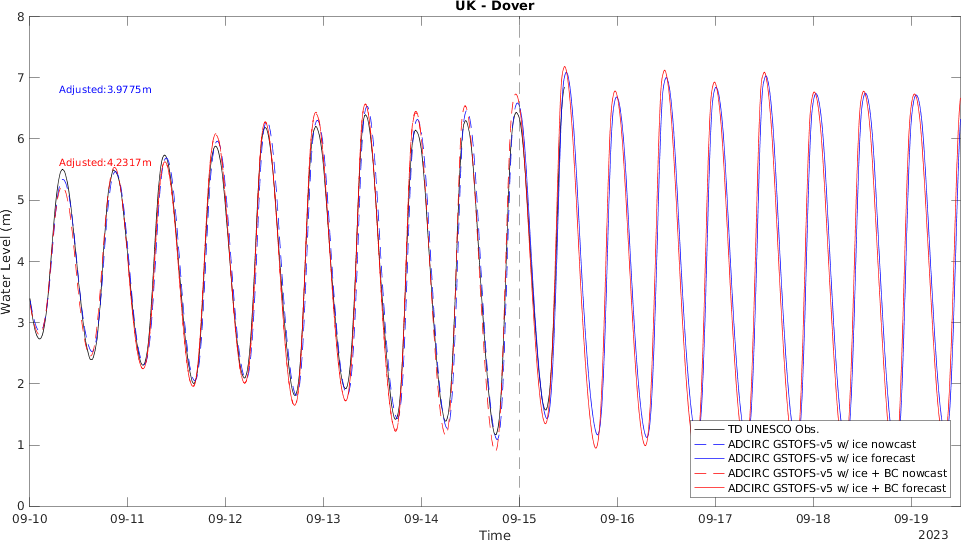 UK - Dover
8
7
6
5
4
3
2
1
0
Water Level (m)
Adjusted:3.9775m
Adjusted:4.2317m
TD UNESCO Obs.
ADCIRC GSTOFS-v5 w/ ice nowcast
ADCIRC GSTOFS-v5 w/ ice forecast
ADCIRC GSTOFS-v5 w/ ice + BC nowcast
ADCIRC GSTOFS-v5 w/ ice + BC forecast
09-10 09-11 09-12 09-13 09-14 09-15 09-16 09-17 09-18 09-19
Time
2023